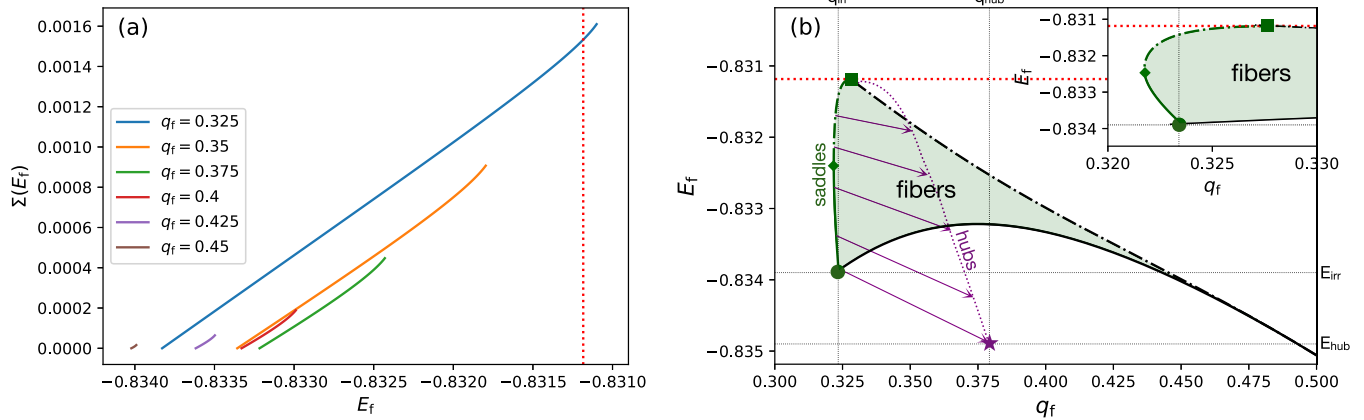 (a)
Σ(E_f)
0.0016
0.0014
0.0012
0.0010
0.0008
0.0006
0.0004
0.0002
0.0000
q_f = 0.325
q_f = 0.35
q_f = 0.375
q_f = 0.4
q_f = 0.425
q_f = 0.45
−0.8340 −0.8335 −0.8330 −0.8325 −0.8320 −0.8315 −0.8310
E_f
q_irr q_hub
(b)
E_f
−0.831
−0.832
−0.833
−0.834
−0.835
saddles
fibers
hubs
E_irr
E_hub
0.300 0.325 0.350 0.375 0.400 0.425 0.450 0.475 0.500
q_f
E_f
−0.831
−0.832
−0.833
−0.834
fibers
0.320 0.325 0.330
q_f